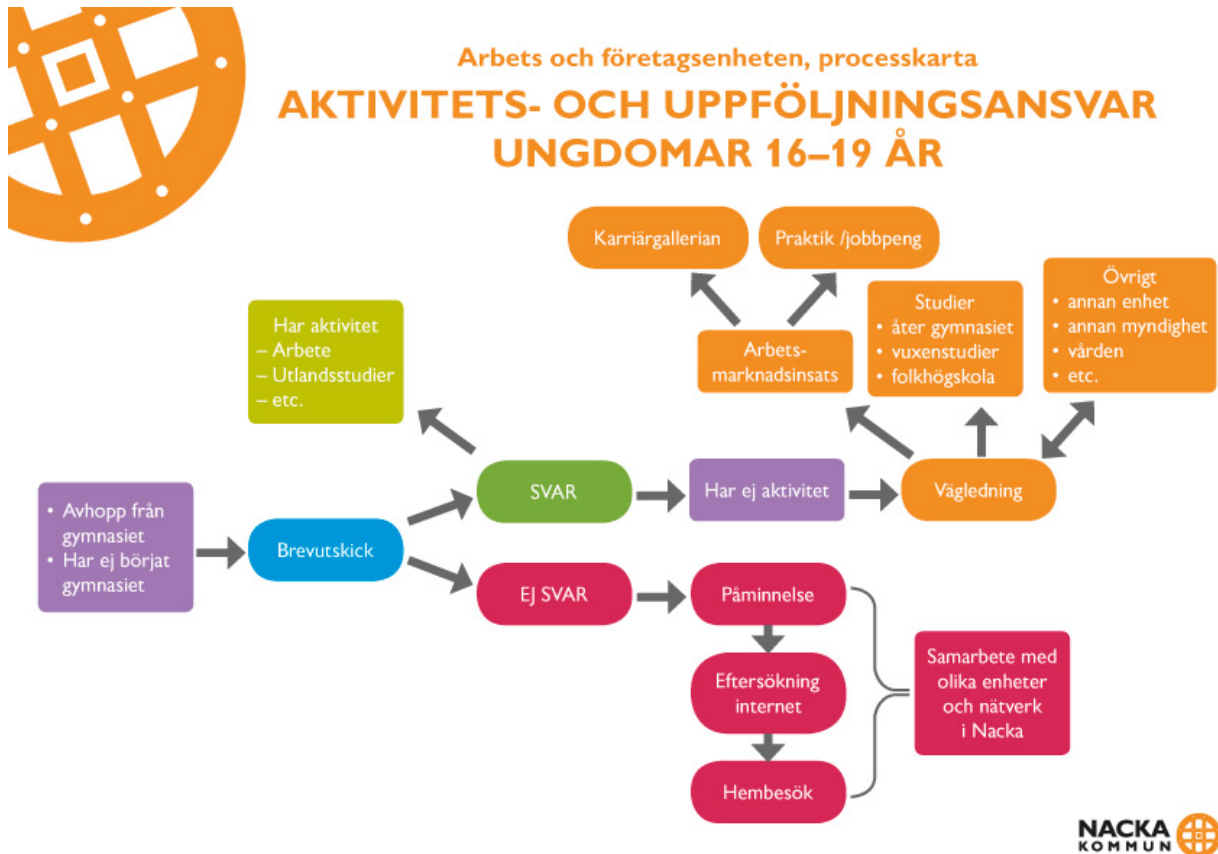 Arbets och företagsenheten, processkarta
AKTIVITETS- OCH UPPFÖLJNINGSANSVAR
UNGDOMAR 16–19 ÅR
Karriärgallerian
Praktik /jobbpeng
Har aktivitet
– Arbete
– Utlandsstudier
– etc.
Arbets-
marknadsinsats
Studier
• åter gymnasiet
• vuxenstudier
• folkhögskola
Övrigt
• annan enhet
• annan myndighet
• vården
• etc.
• Avhopp från
gymnasiet
• Har ej börjat
gymnasiet
Brevutskick
SVAR
Har ej aktivitet
Vägledning
EJ SVAR
Påminnelse
Eftersökning
internet
Hembesök
Samarbete med
olika enheter
och nätverk
i Nacka
NACKA
KOMMUN